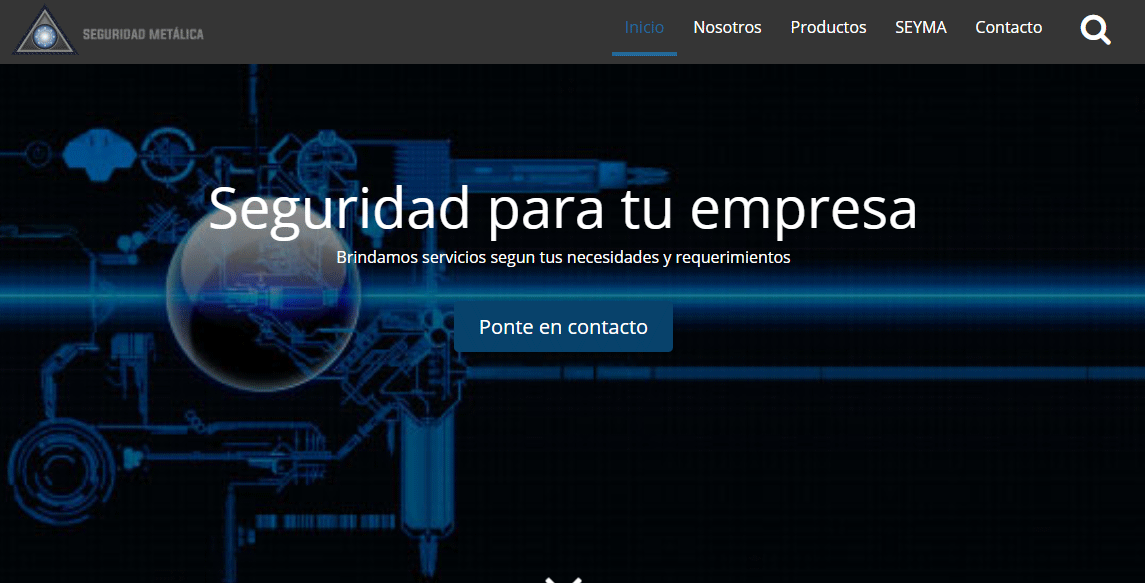 SEGURIDAD METÁLICA
Inicio Nosotros Productos SEYMA Contacto
Seguridad para tu empresa
Brindamos servicios segun tus necesidades y requerimientos
Ponte en contacto